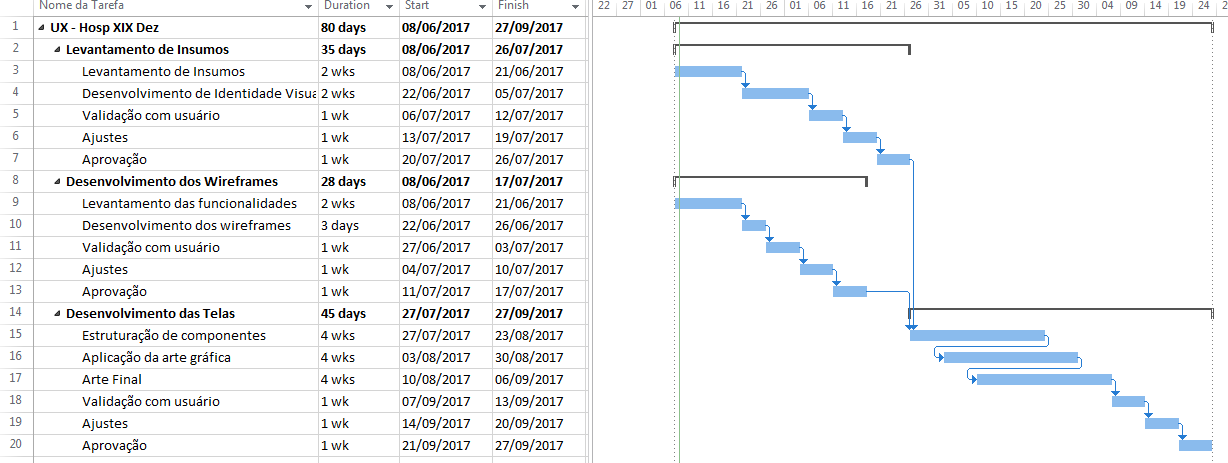 Nome da Tarefa Duration Start Finish 22 27 01 06 11 16 21 26 01 06 11 16 21 26 31 05 10 15 20 25 30 04 09 14 19 24 2
1 UX - Hosp XIX Dez 80 days 08/06/2017 27/09/2017
2 Levantamento de Insumos 35 days 08/06/2017 26/07/2017
3 Levantamento de Insumos 2 wks 08/06/2017 21/06/2017
4 Desenvolvimento de Identidade Visua 2 wks 22/06/2017 05/07/2017
5 Validação com usuário 1 wk 06/07/2017 12/07/2017
6 Ajustes 1 wk 13/07/2017 19/07/2017
7 Aprovação 1 wk 20/07/2017 26/07/2017
8 Desenvolvimento dos Wireframes 28 days 08/06/2017 17/07/2017
9 Levantamento das funcionalidades 2 wks 08/06/2017 21/06/2017
10 Desenvolvimento dos wireframes 3 days 22/06/2017 26/06/2017
11 Validação com usuário 1 wk 27/06/2017 03/07/2017
12 Ajustes 1 wk 04/07/2017 10/07/2017
13 Aprovação 1 wk 11/07/2017 17/07/2017
14 Desenvolvimento das Telas 45 days 27/07/2017 27/09/2017
15 Estruturação de componentes 4 wks 27/07/2017 23/08/2017
16 Aplicação da arte gráfica 4 wks 03/08/2017 30/08/2017
17 Arte Final 4 wks 10/08/2017 06/09/2017
18 Validação com usuário 1 wk 07/09/2017 13/09/2017
19 Ajustes 1 wk 14/09/2017 20/09/2017
20 Aprovação 1 wk 21/09/2017 27/09/2017